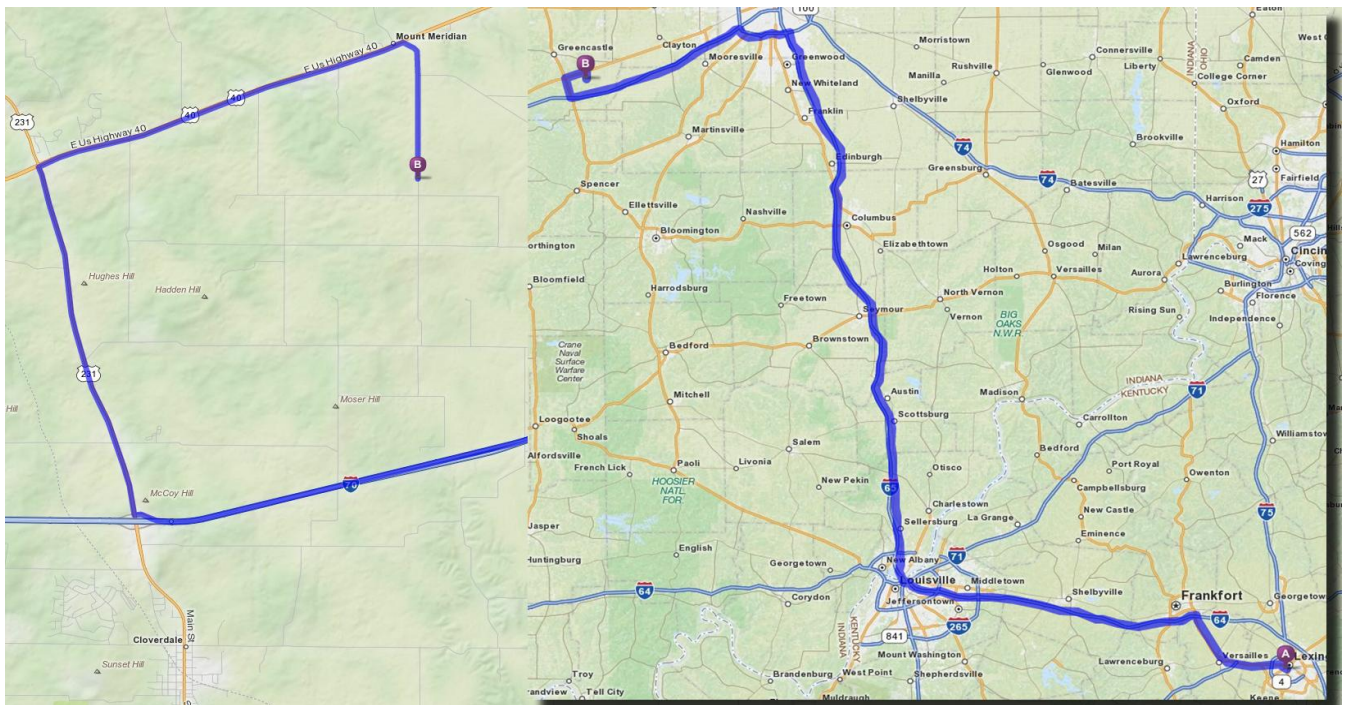 Mount Meridian
E Us Highway 40
40
40
E Us Highway 40
231
B
Hughes Hill
Hadden Hill
231
Moser Hill
Hill
McCoy Hill
70
Cloverdale
Main St
Sunset Hill
100
Eaton
Greencastle
Clayton
Mooresville
Greenwood
Morristown
Connersville
West
B
New Whiteland
Manilla
Rushville
Glenwood
Liberty
INDIANA
OHIO
Camden
College Corner
Franklin
Shelbyville
Oxford
Martinsville
Brookville
Hamilton
Edinburgh
74
Greensburg
74
Batesville
27
Fairfield
Spencer
Harrison
275
Ellettsville
Nashville
Columbus
562
Bloomington
Elizabethtown
Osgood
Milan
Mack
Cincin
orthington
Lawrenceburg
Coving
Bloomfield
Harrodsburg
Freetown
North Vernon
Holton
Versailles
Aurora
Burlington
Florence
Seymour
Vernon
BIG
OAKS
N.W.R
Rising Sun
Independence
Crane
Naval
Surface
Warfare
Center
Bedford
Brownstown
INDIANA
KENTUCKY
71
Mitchell
Austin
Madison
Loogootee
Scottsburg
Carrollton
Shoals
Salem
Williamstow
Alfordsville
French Lick
Paoli
Livonia
Otisco
Bedford
Port Royal
Owenton
HOOSIER
NATL
FOR.
New Pekin
65
Campbellsburg
Charlestown
La Grange
New Castle
75
Jasper
Sellersburg
Eminence
Huntingburg
English
Georgetown
New Albany
71
64
Louisville
Middletown
Corydon
Jeffersontown
Shelbyville
Frankfort
Georgetow
265
64
841
KENTUCKY
INDIANA
Mount Washington
Lawrenceburg
Versailles
A
Lexin
Troy
Brandenburg
West Point
Shepherdsville
4
randview
Tell City
Muldraugh
Keene